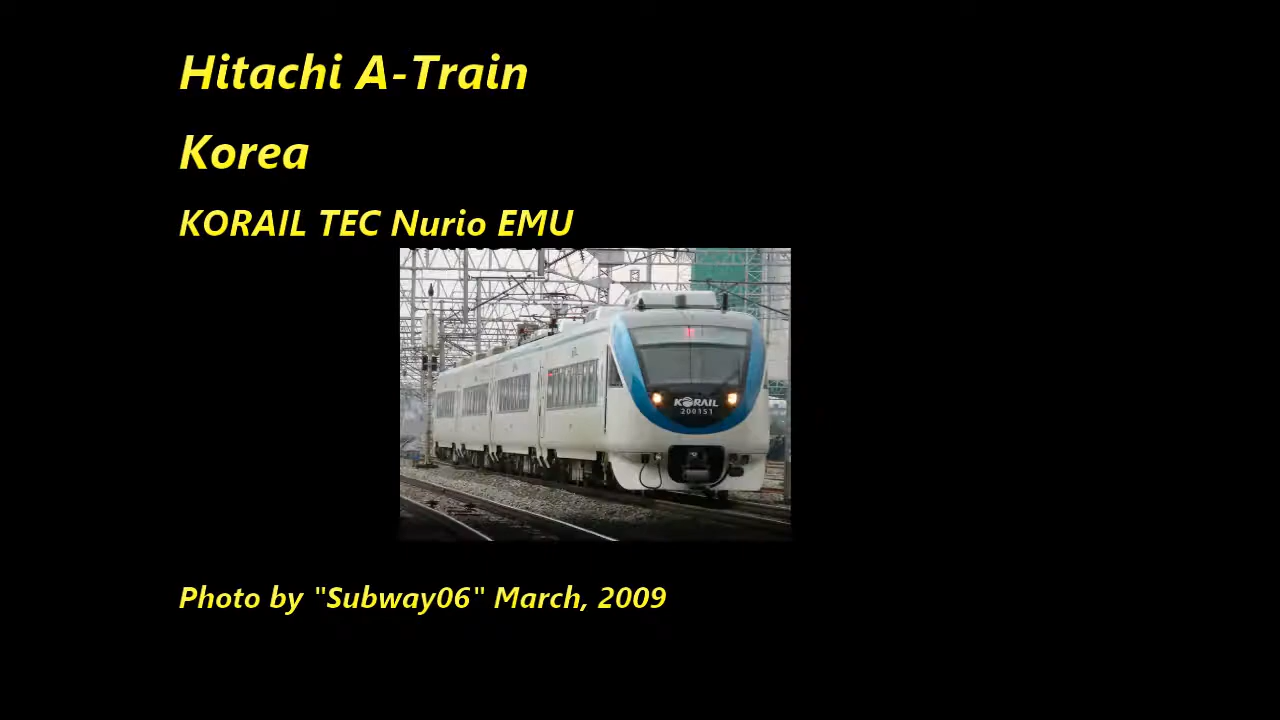 Hitachi A-Train
Korea
KORAIL TEC Nurio EMU
KORAIL
200151
Photo by "Subway06" March, 2009